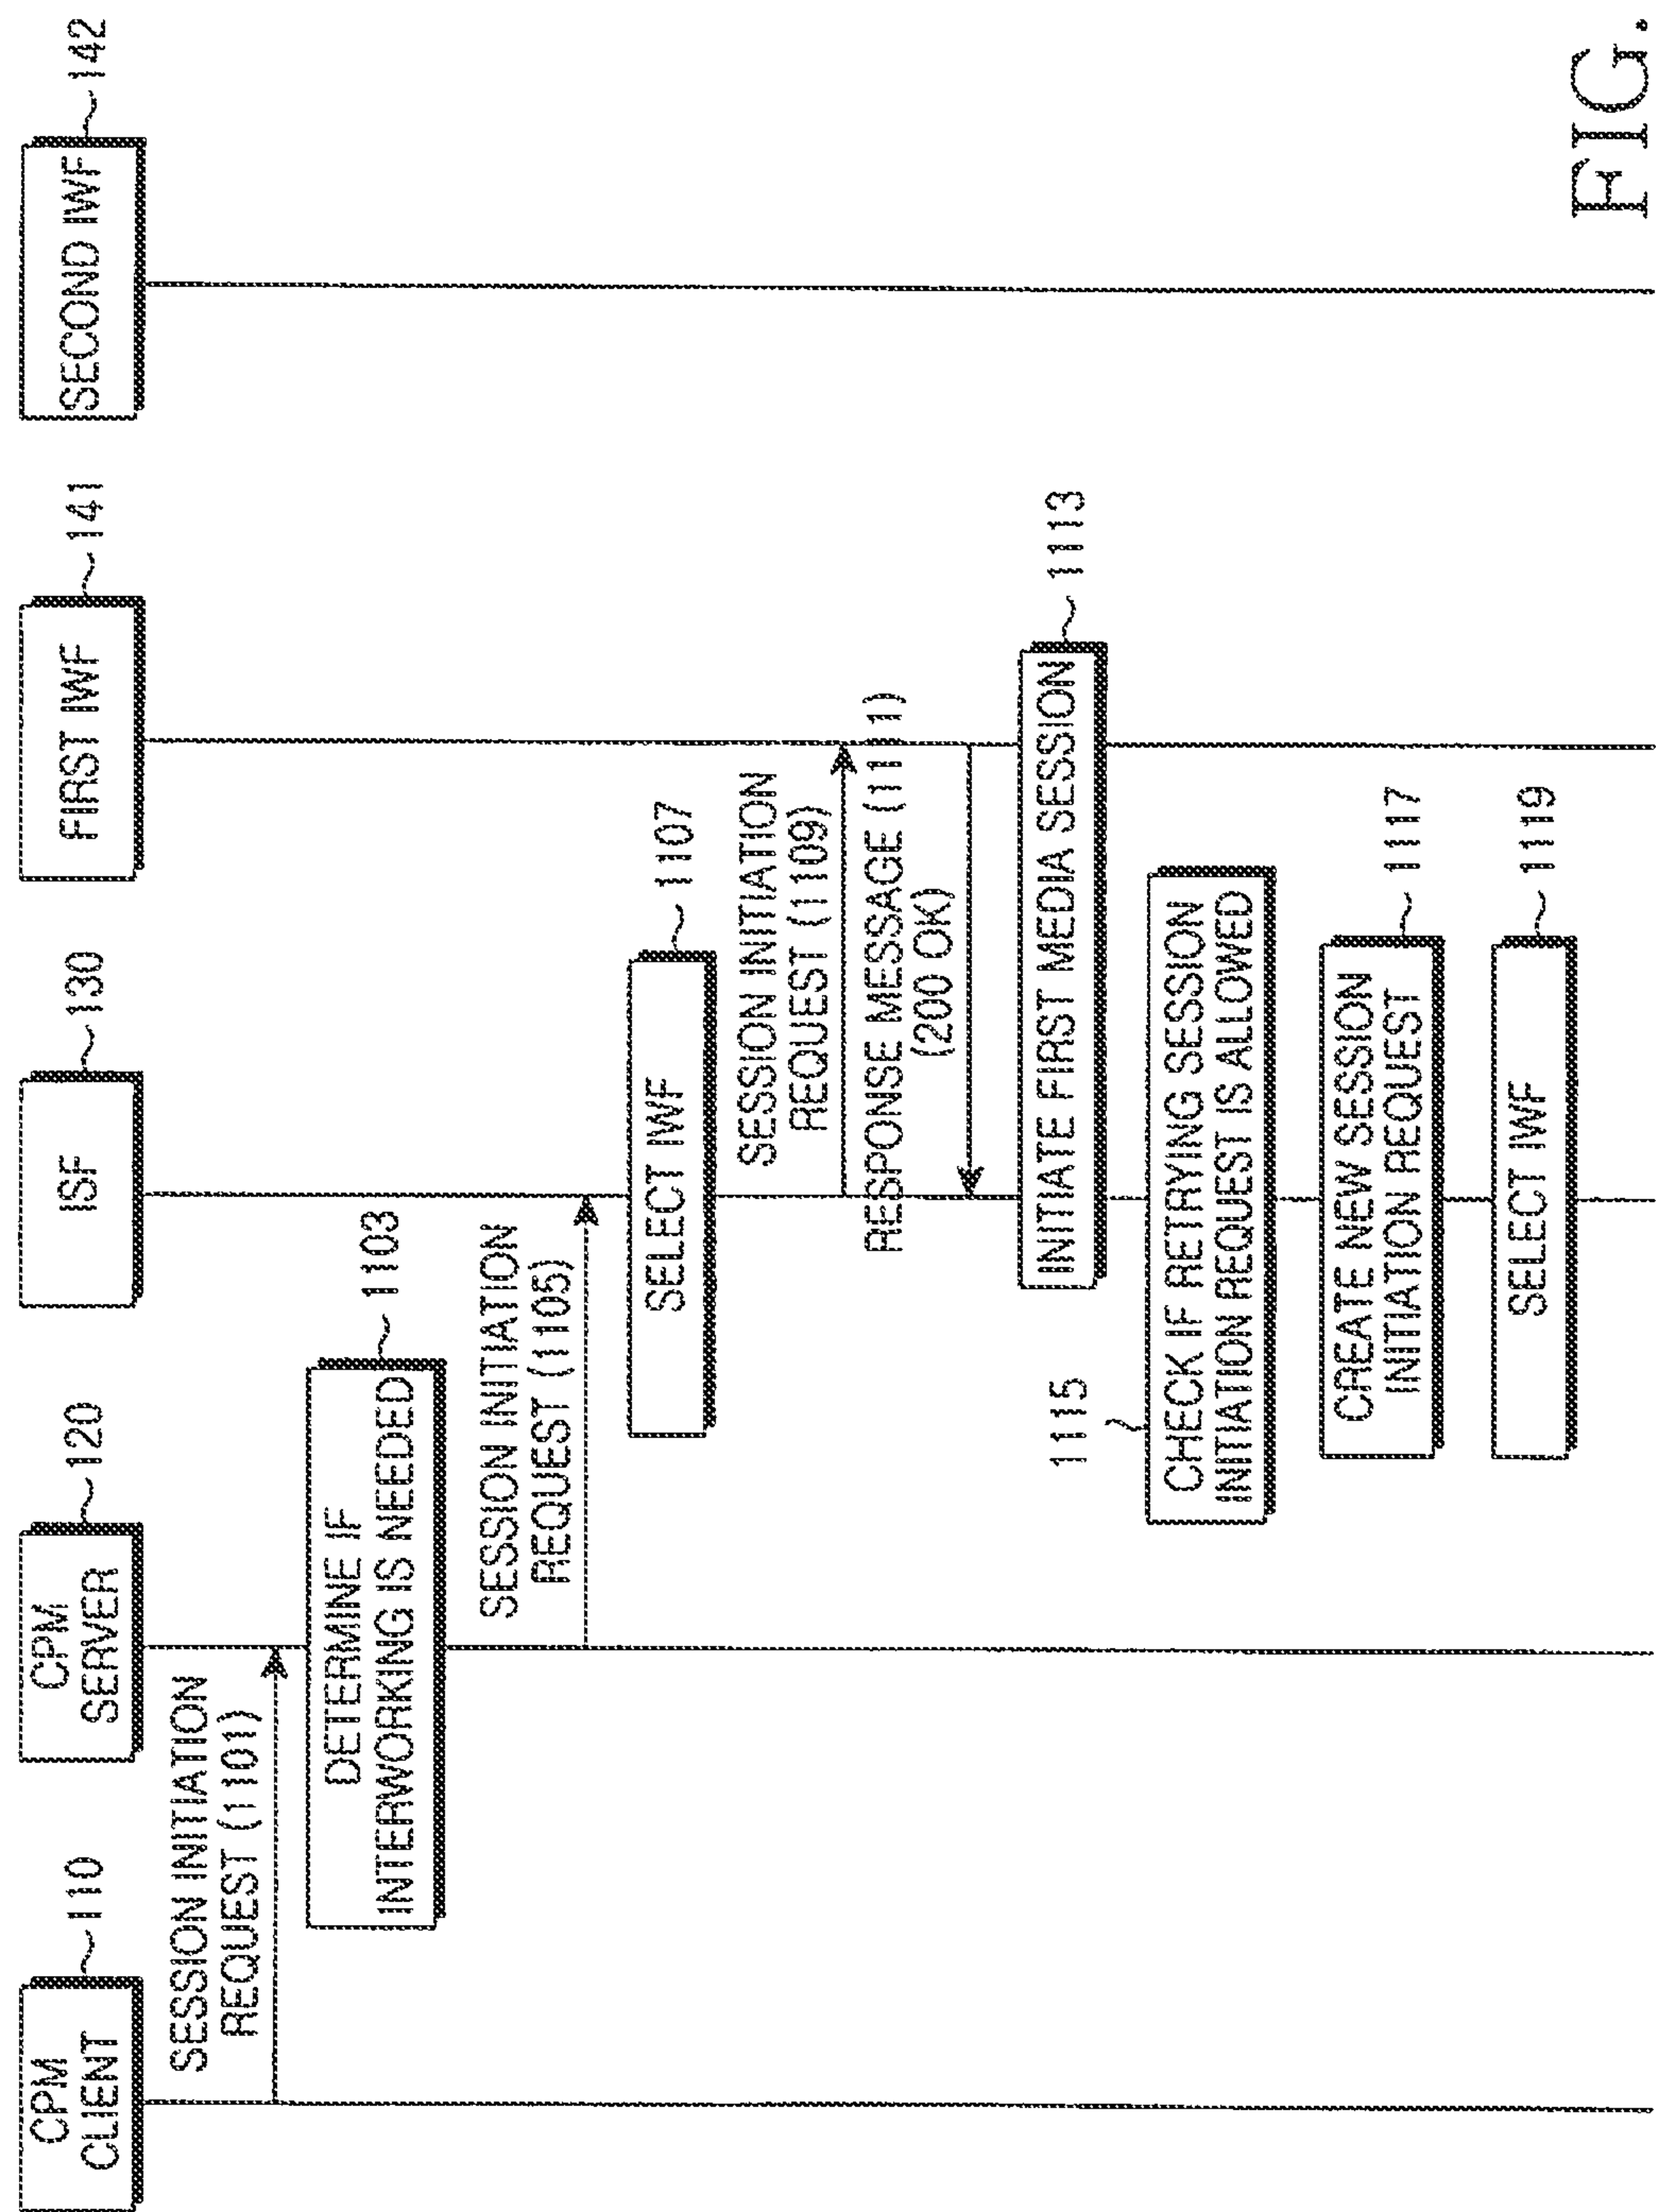 CPM
CLIENT
110
CPM
SERVER
120
ISF
130
FIRST IWF
141
SECOND IWF
142
SESSION INITIATION
REQUEST (1101)
DETERMINE IF
INTERWORKING IS NEEDED
1103
SESSION INITIATION
REQUEST (1105)
SELECT IWF
1107
SESSION INITIATION
REQUEST (1109)
RESPONSE MESSAGE (1111)
(200 OK)
INITIATE FIRST MEDIA SESSION
1113
1115
CHECK IF RETRYING SESSION
INITIATION REQUEST IS ALLOWED
CREATE NEW SESSION
INITIATION REQUEST
1117
SELECT IWF
1119
FIG.